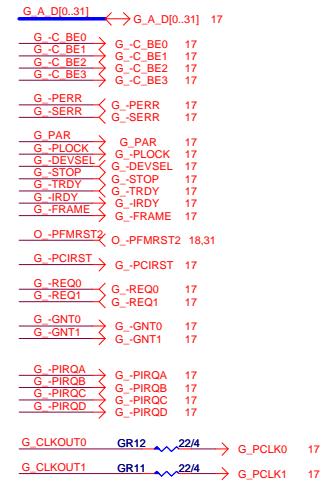 G_A_D[0..31] G_A_D[0..31] 17
G_-C_BE0 G_-C_BE0 17
G_-C_BE1 G_-C_BE1 17
G_-C_BE2 G_-C_BE2 17
G_-C_BE3 G_-C_BE3 17
G_-PERR G_-PERR 17
G_-SERR G_-SERR 17
G_PAR G_PAR 17
G_-PLOCK G_-PLOCK 17
G_-DEVSEL G_-DEVSEL 17
G_-STOP G_-STOP 17
G_-TRDY G_-TRDY 17
G_-IRDY G_-IRDY 17
G_-FRAME G_-FRAME 17
O_-PFMRST2 O_-PFMRST2 18,31
G_-PCIRST G_-PCIRST 17
G_-REQ0 G_-REQ0 17
G_-REQ1 G_-REQ1 17
G_-GNT0 G_-GNT0 17
G_-GNT1 G_-GNT1 17
G_-PIRQA G_-PIRQA 17
G_-PIRQB G_-PIRQB 17
G_-PIRQC G_-PIRQC 17
G_-PIRQD G_-PIRQD 17
G_CLKOUT0 GR12 22/4 G_PCLK0 17
G_CLKOUT1 GR11 22/4 G_PCLK1 17